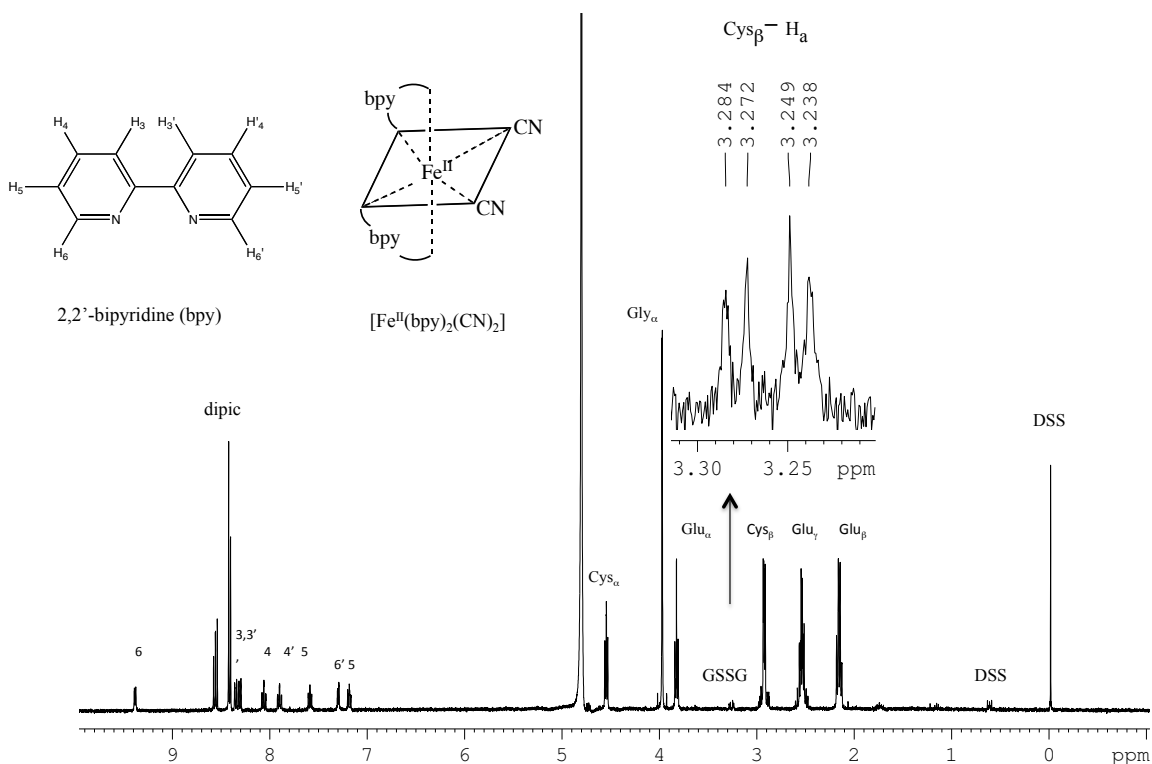 Cysβ— Ha
3.284
3.272
3.249
3.238
H4
H3
H3'
H'4
H5
H5'
N
N
H6
H6'
2,2’-bipyridine (bpy)
bpy
CN
FeII
CN
bpy
[FeII(bpy)2(CN)2]
3.30
3.25
ppm
dipic
Glyα
DSS
Gluα
Cysβ
Gluγ
Gluβ
Cysα
6
3,3’
’
4
4’
5
6’
5
GSSG
DSS
9
8
7
6
5
4
3
2
1
0
ppm